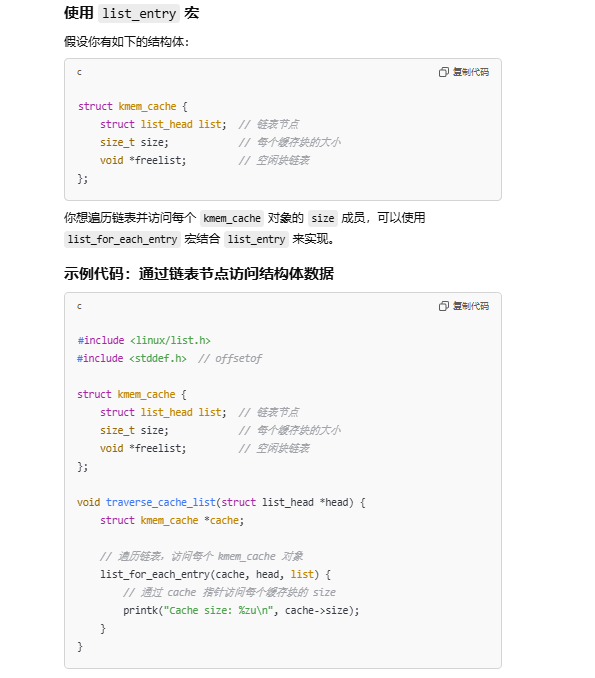 使用 list_entry 宏
假设你有如下的结构体：
c 复制代码
struct kmem_cache {
    struct list_head list;  // 链表节点
    size_t size;            // 每个缓存块的大小
    void *freelist;         // 空闲块链表
};
你想遍历链表并访问每个 kmem_cache 对象的 size 成员，可以使用
list_for_each_entry 宏结合 list_entry 来实现。
示例代码：通过链表节点访问结构体数据
c 复制代码
#include <linux/list.h>
#include <stddef.h>  // offsetof
struct kmem_cache {
    struct list_head list;  // 链表节点
    size_t size;            // 每个缓存块的大小
    void *freelist;         // 空闲块链表
};
void traverse_cache_list(struct list_head *head) {
    struct kmem_cache *cache;
    // 遍历链表，访问每个 kmem_cache 对象
    list_for_each_entry(cache, head, list) {
        // 通过 cache 指针访问每个缓存块的 size
        printk("Cache size: %zu\n", cache->size);
    }
}